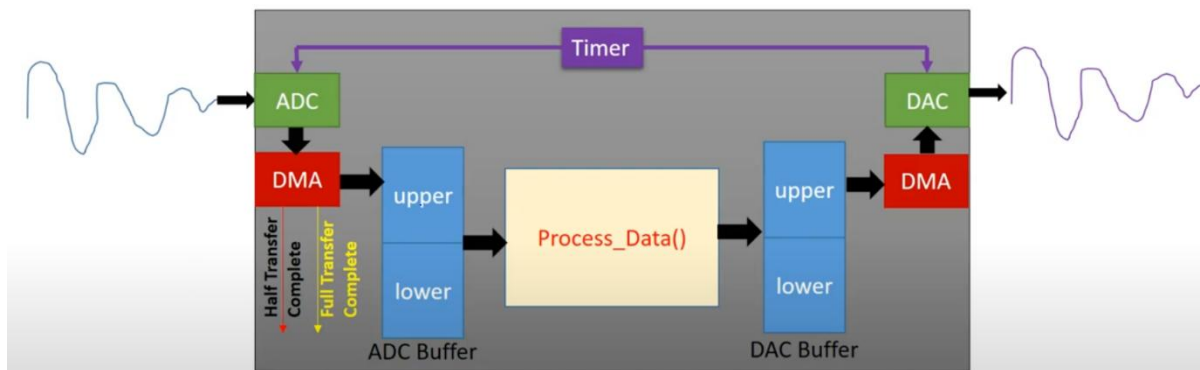 Timer
ADC
DAC
DMA
DMA
upper
upper
Process_Data()
lower
lower
Half Transfer
Complete
Full Transfer
Complete
ADC Buffer
DAC Buffer